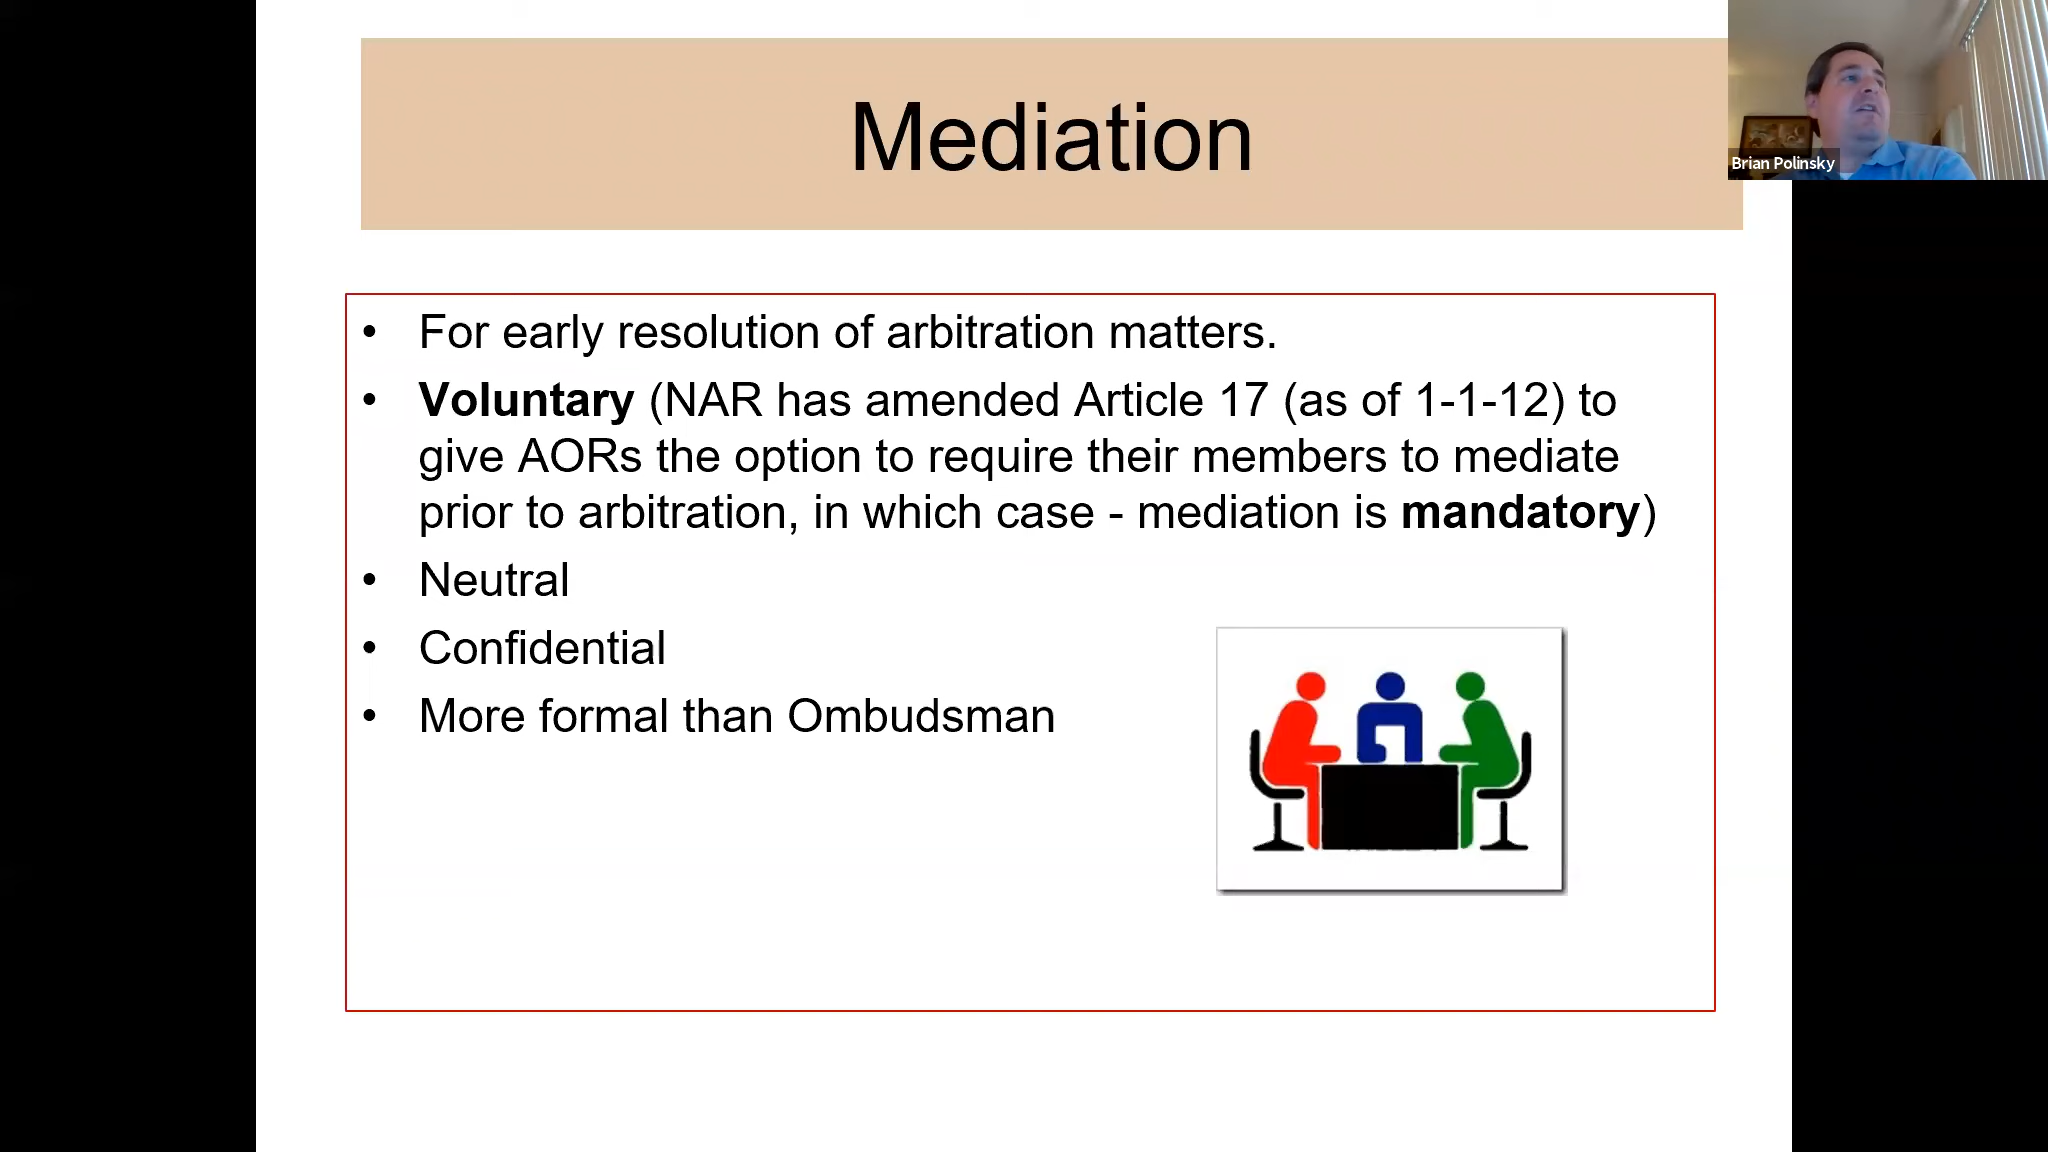 Mediation
Brian Polinsky
• For early resolution of arbitration matters.
• Voluntary (NAR has amended Article 17 (as of 1-1-12) to
give AORs the option to require their members to mediate
prior to arbitration, in which case - mediation is mandatory)
• Neutral
• Confidential
• More formal than Ombudsman